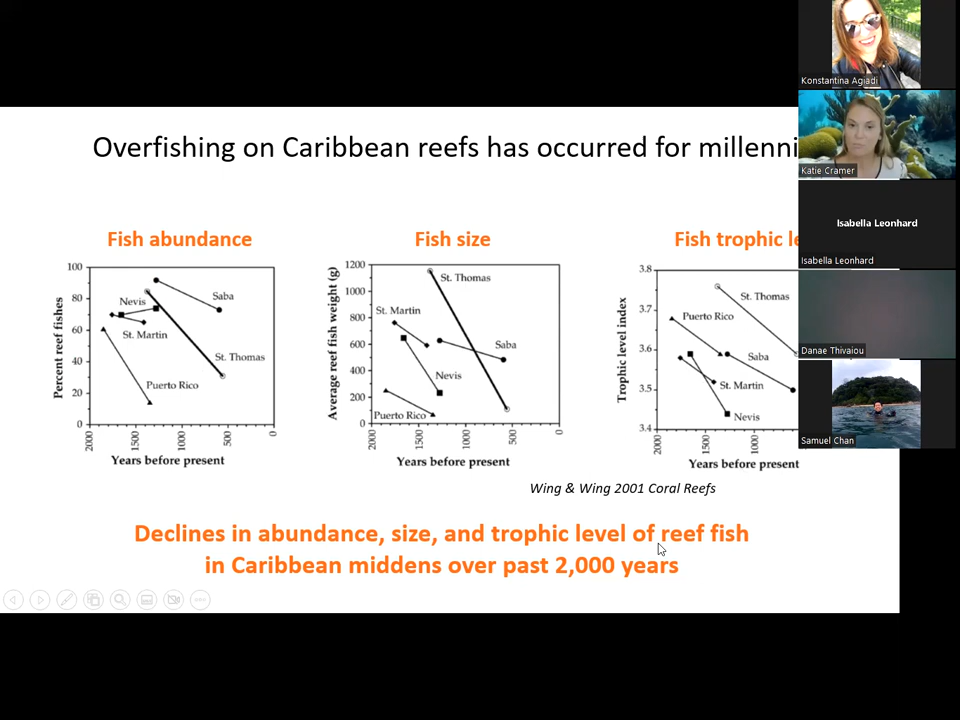 Overfishing on Caribbean reefs has occurred for millenni
Fish abundance
Fish size
Fish trophic le
100
80
60
40
20
0
Percent reef fishes
Nevis
Saba
St. Martin
St. Thomas
Puerto Rico
2000
1500
1000
500
0
Years before present
1200
1000
800
600
400
200
0
Average reef fish weight (g)
St. Thomas
St. Martin
Saba
Nevis
Puerto Rico
2000
1500
1000
500
0
Years before present
3.8
3.7
3.6
3.5
3.4
Trophic level index
St. Thomas
Puerto Rico
Saba
St. Martin
Nevis
2000
1500
1000
Years before present
Wing & Wing 2001 Coral Reefs
Declines in abundance, size, and trophic level of reef fish
in Caribbean middens over past 2,000 years
Konstantina Agiadi
Katie Cramer
Isabella Leonhard
Isabella Leonhard
Danae Thivaiou
Samuel Chan